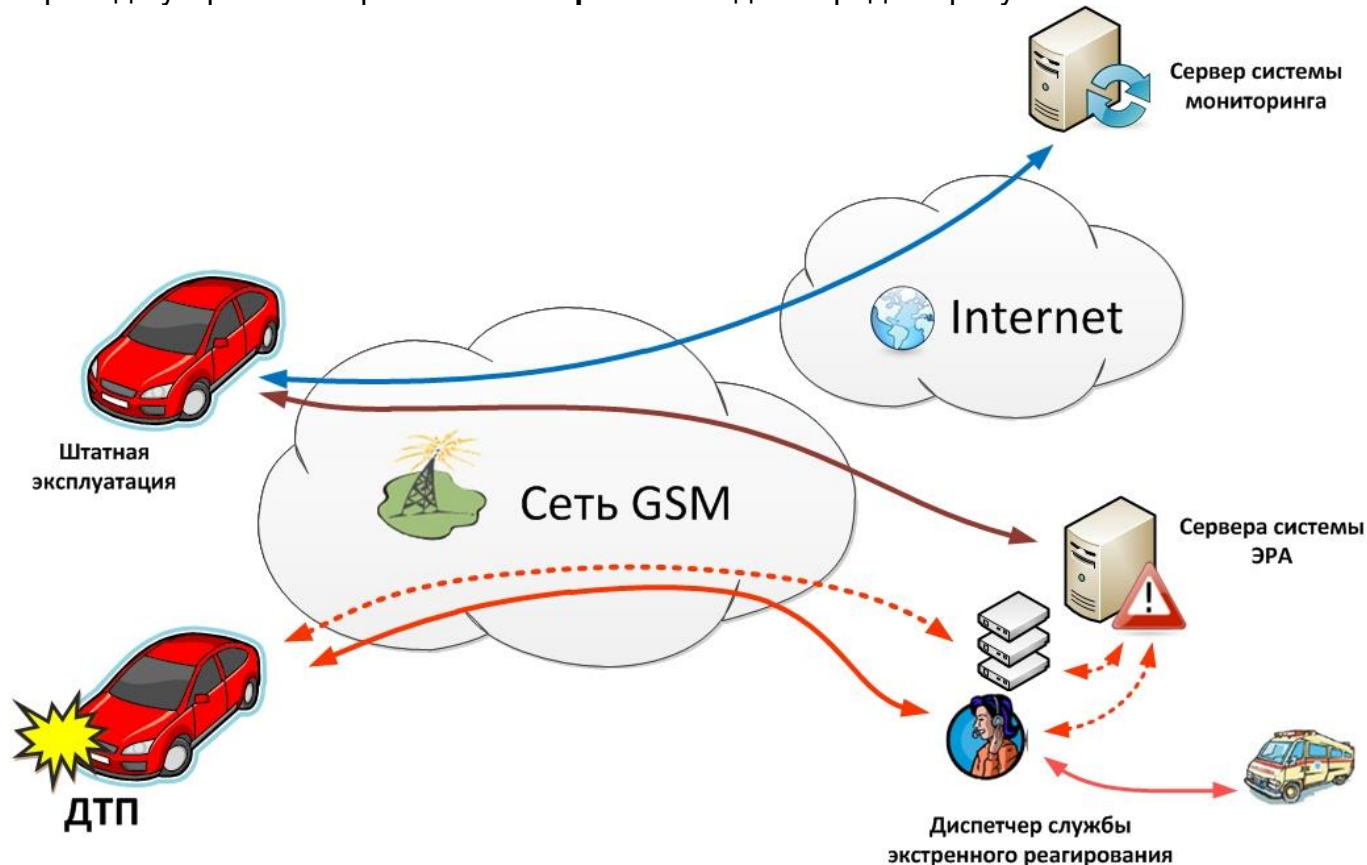 Сервер системы
мониторинга
Internet
Штатная
эксплуатация
Сеть GSM
Сервера системы
ЭРА
ДТП
Диспетчер службы
экстренного реагирования